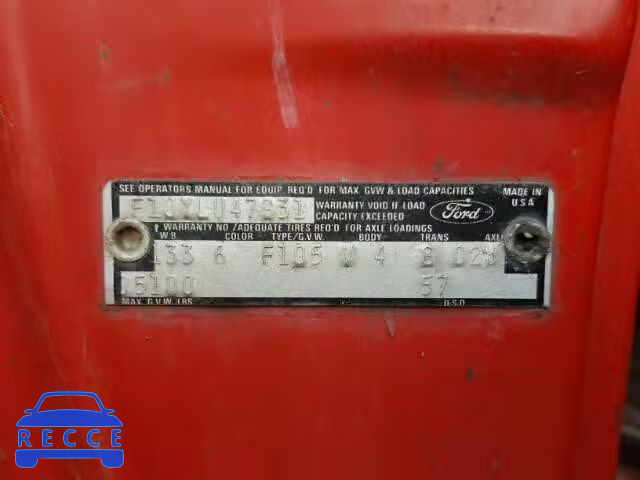 SEE OPERATORS MANUAL FOR EQUIP. REQ'D FOR MAX. GVW & LOAD CAPACITIES
MADE IN U.S.A.
WARRANTY VOID IF LOAD CAPACITY EXCEEDED
Ford
† WARRANTY NO/ADEQUATE TIRES REQ'D FOR AXLE LOADINGS
W.B. COLOR TYPE/G.V.W. BODY TRANS AXLE
133 6 F105 V 4 G 02
5100 57
MAX. G.V.W. LBS D.S.O.
RECCE